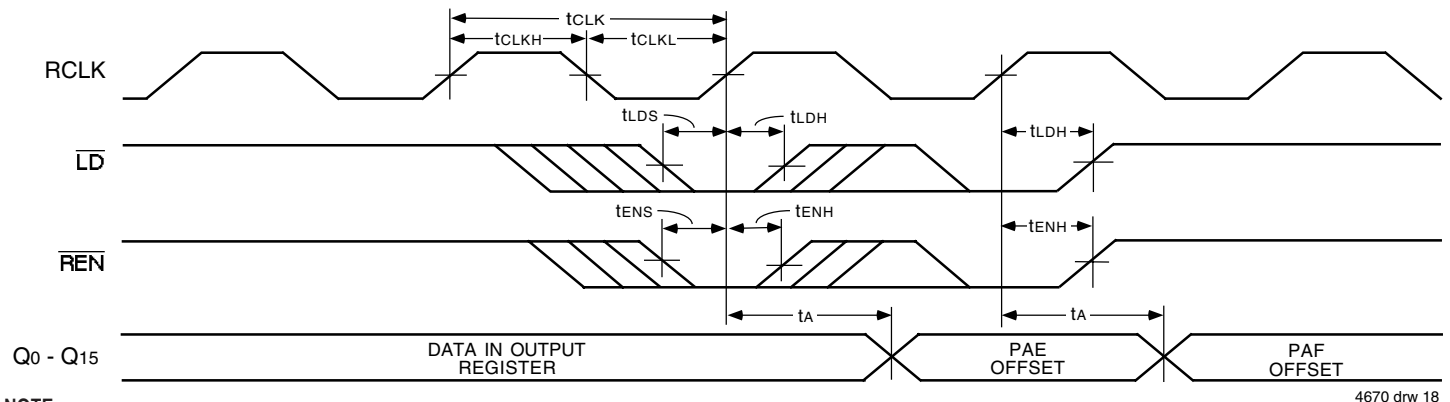 tCLK
tCLKH
tCLKL
RCLK
tLDS
tLDH
tLDH
LD
tENS
tENH
tENH
REN
tA
tA
Q0 - Q15
DATA IN OUTPUT
REGISTER
PAE
OFFSET
PAF
OFFSET
4670 drw 18